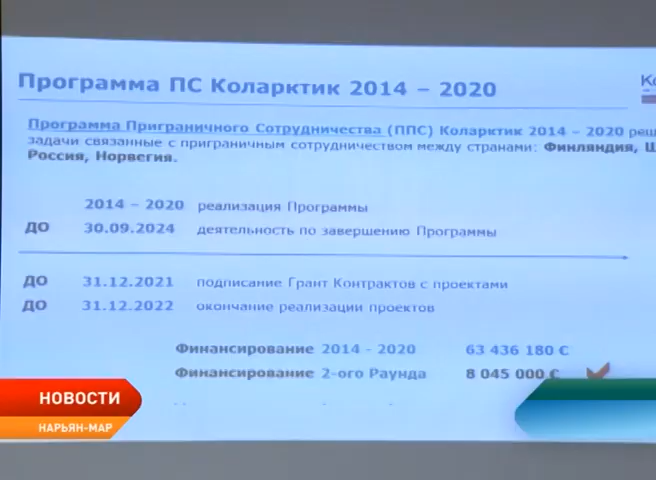 Программа ПС Коларктик 2014 – 2020
Программа Приграничного Сотрудничества (ППС) Коларктик 2014 – 2020
задачи связанные с приграничным сотрудничеством между странами: Финляндия,
Россия, Норвегия.
2014 – 2020 реализация Программы
ДО 30.09.2024 деятельность по завершению Программы
ДО 31.12.2021 подписание Грант Контрактов с проектами
ДО 31.12.2022 окончание реализации проектов
Финансирование 2014 - 2020 63 436 180 €
Финансирование 2-ого Раунда 8 045 000 €
НОВОСТИ
НАРЬЯН-МАР